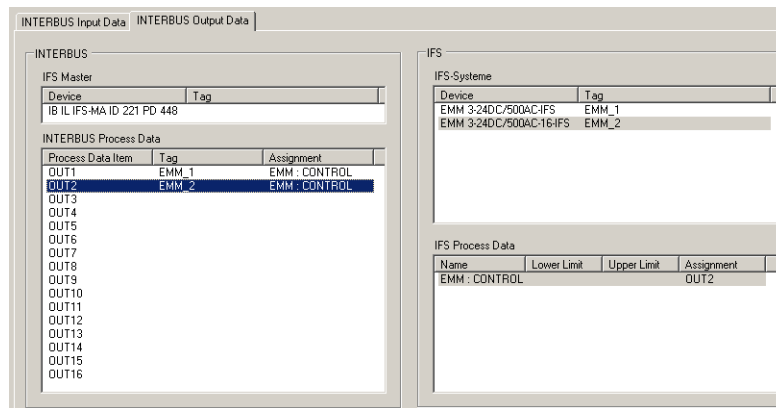 INTERBUS Input Data INTERBUS Output Data
INTERBUS
IFS Master
Device Tag
IB IL IFS-MA ID 221 PD 448
INTERBUS Process Data
Process Data Item Tag Assignment
OUT1 EMM_1 EMM : CONTROL
OUT2 EMM_2 EMM : CONTROL
OUT3
OUT4
OUT5
OUT6
OUT7
OUT8
OUT9
OUT10
OUT11
OUT12
OUT13
OUT14
OUT15
OUT16
IFS
IFS-Systeme
Device Tag
EMM 3-24DC/500AC-IFS EMM_1
EMM 3-24DC/500AC-16-IFS EMM_2
IFS Process Data
Name Lower Limit Upper Limit Assignment
EMM : CONTROL OUT2